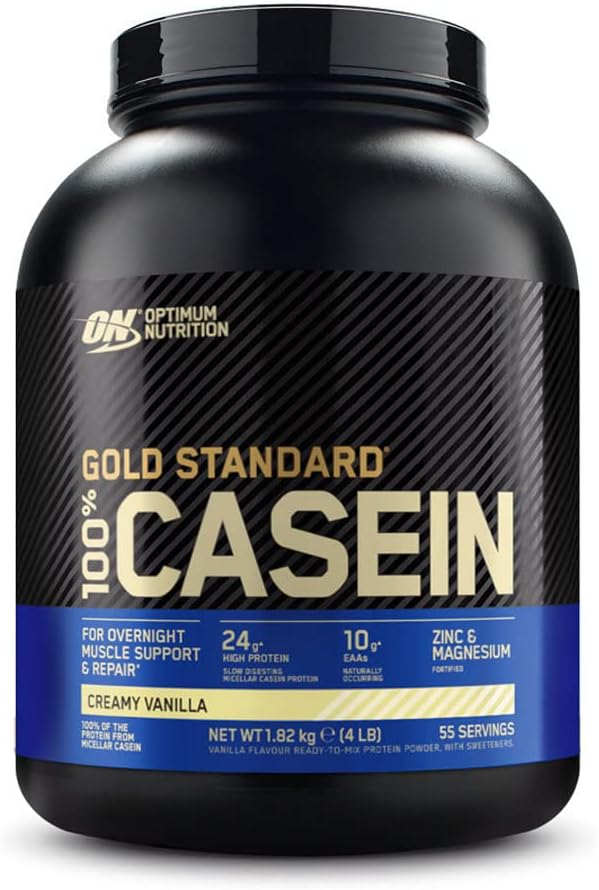 ON® OPTIMUM
NUTRITION
GOLD STANDARD®
100% CASEIN
FOR OVERNIGHT
MUSCLE SUPPORT
& REPAIR*
24g*^
HIGH PROTEIN
SLOW DIGESTING
MICELLAR CASEIN PROTEIN
10g^
EAAs
NATURALLY
OCCURRING
ZINC &
MAGNESIUM
FORTIFIED
CREAMY VANILLA
100% OF THE
PROTEIN FROM
MICELLAR CASEIN
NET WT 1.82 kg ℮ (4 LB)
55 SERVINGS
VANILLA FLAVOUR READY-TO-MIX PROTEIN POWDER, WITH SWEETENERS.